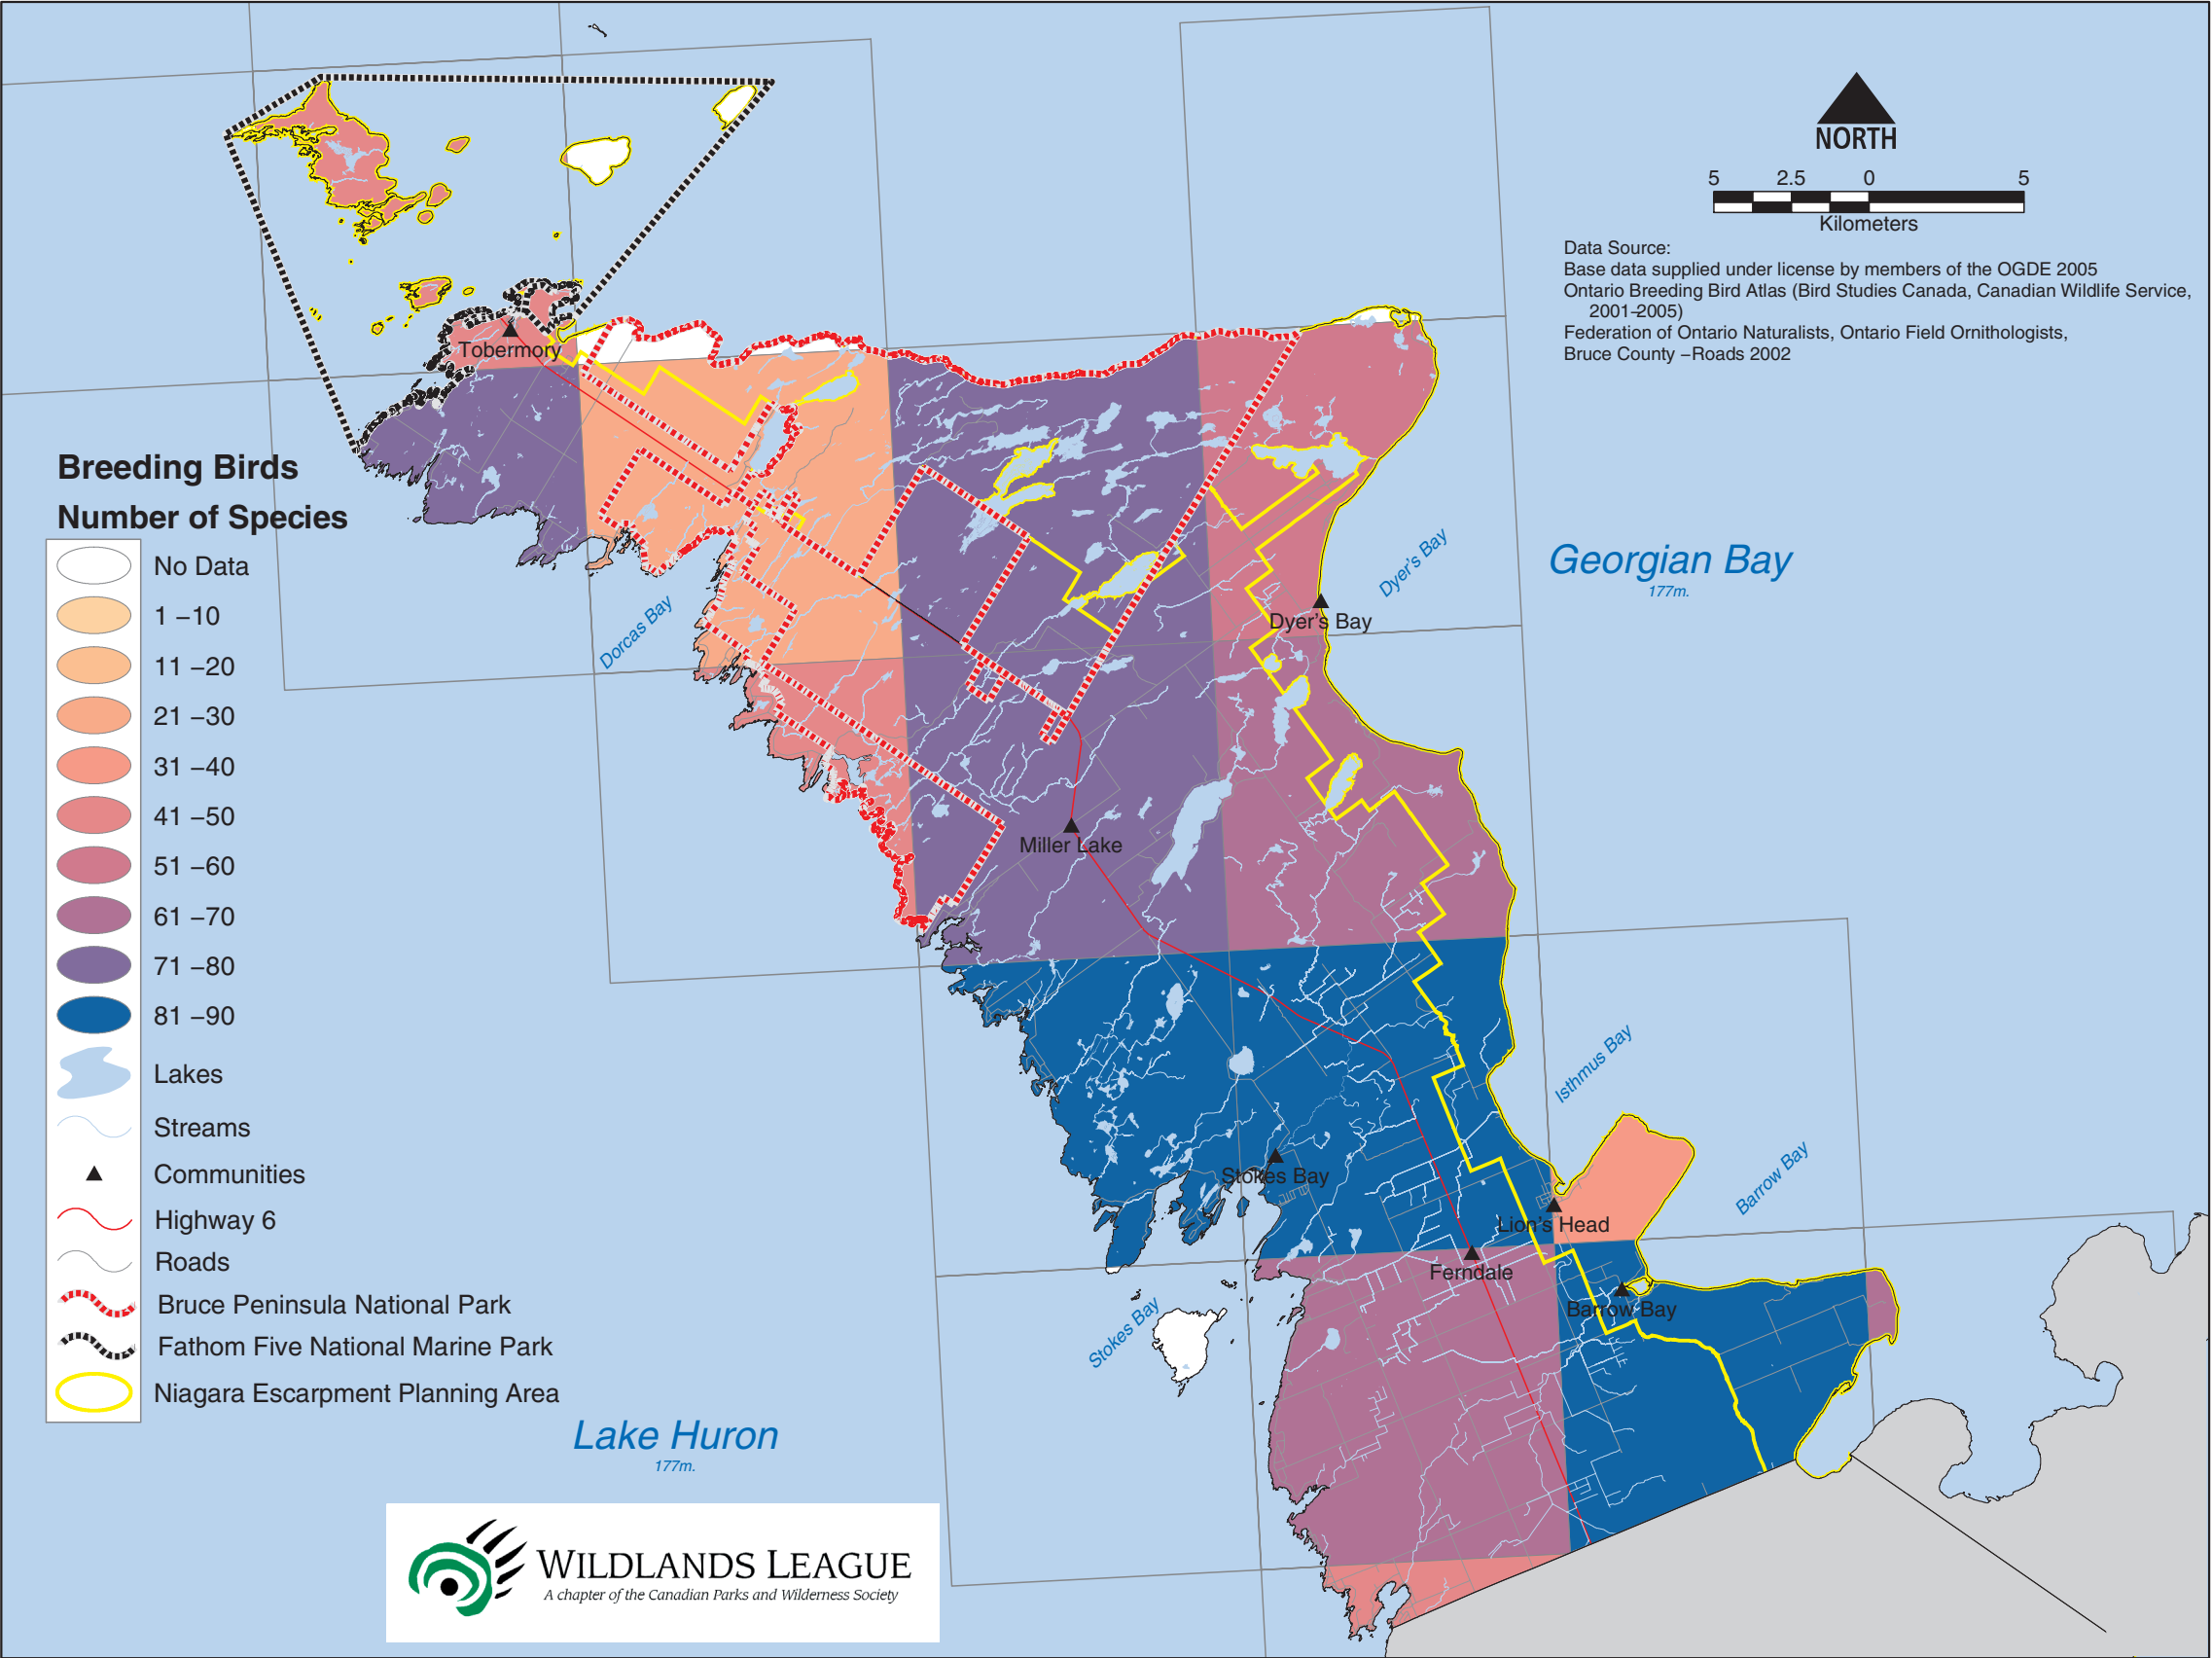 NORTH
5 2.5 0 5
Kilometers
Data Source:
Base data supplied under license by members of the OGDE 2005
Ontario Breeding Bird Atlas (Bird Studies Canada, Canadian Wildlife Service,
2001-2005)
Federation of Ontario Naturalists, Ontario Field Ornithologists,
Bruce County –Roads 2002
Tobermory
Dorcas Bay
Dyer's Bay
Dyer's Bay
Georgian Bay
177m.
Miller Lake
Isthmus Bay
Barrow Bay
Stokes Bay
Lion's Head
Ferndale
Barrow Bay
Stokes Bay
Lake Huron
177m.
Breeding Birds
Number of Species
No Data
1 –10
11 –20
21 –30
31 –40
41 –50
51 –60
61 –70
71 –80
81 –90
Lakes
Streams
Communities
Highway 6
Roads
Bruce Peninsula National Park
Fathom Five National Marine Park
Niagara Escarpment Planning Area
WILDLANDS LEAGUE
A chapter of the Canadian Parks and Wilderness Society